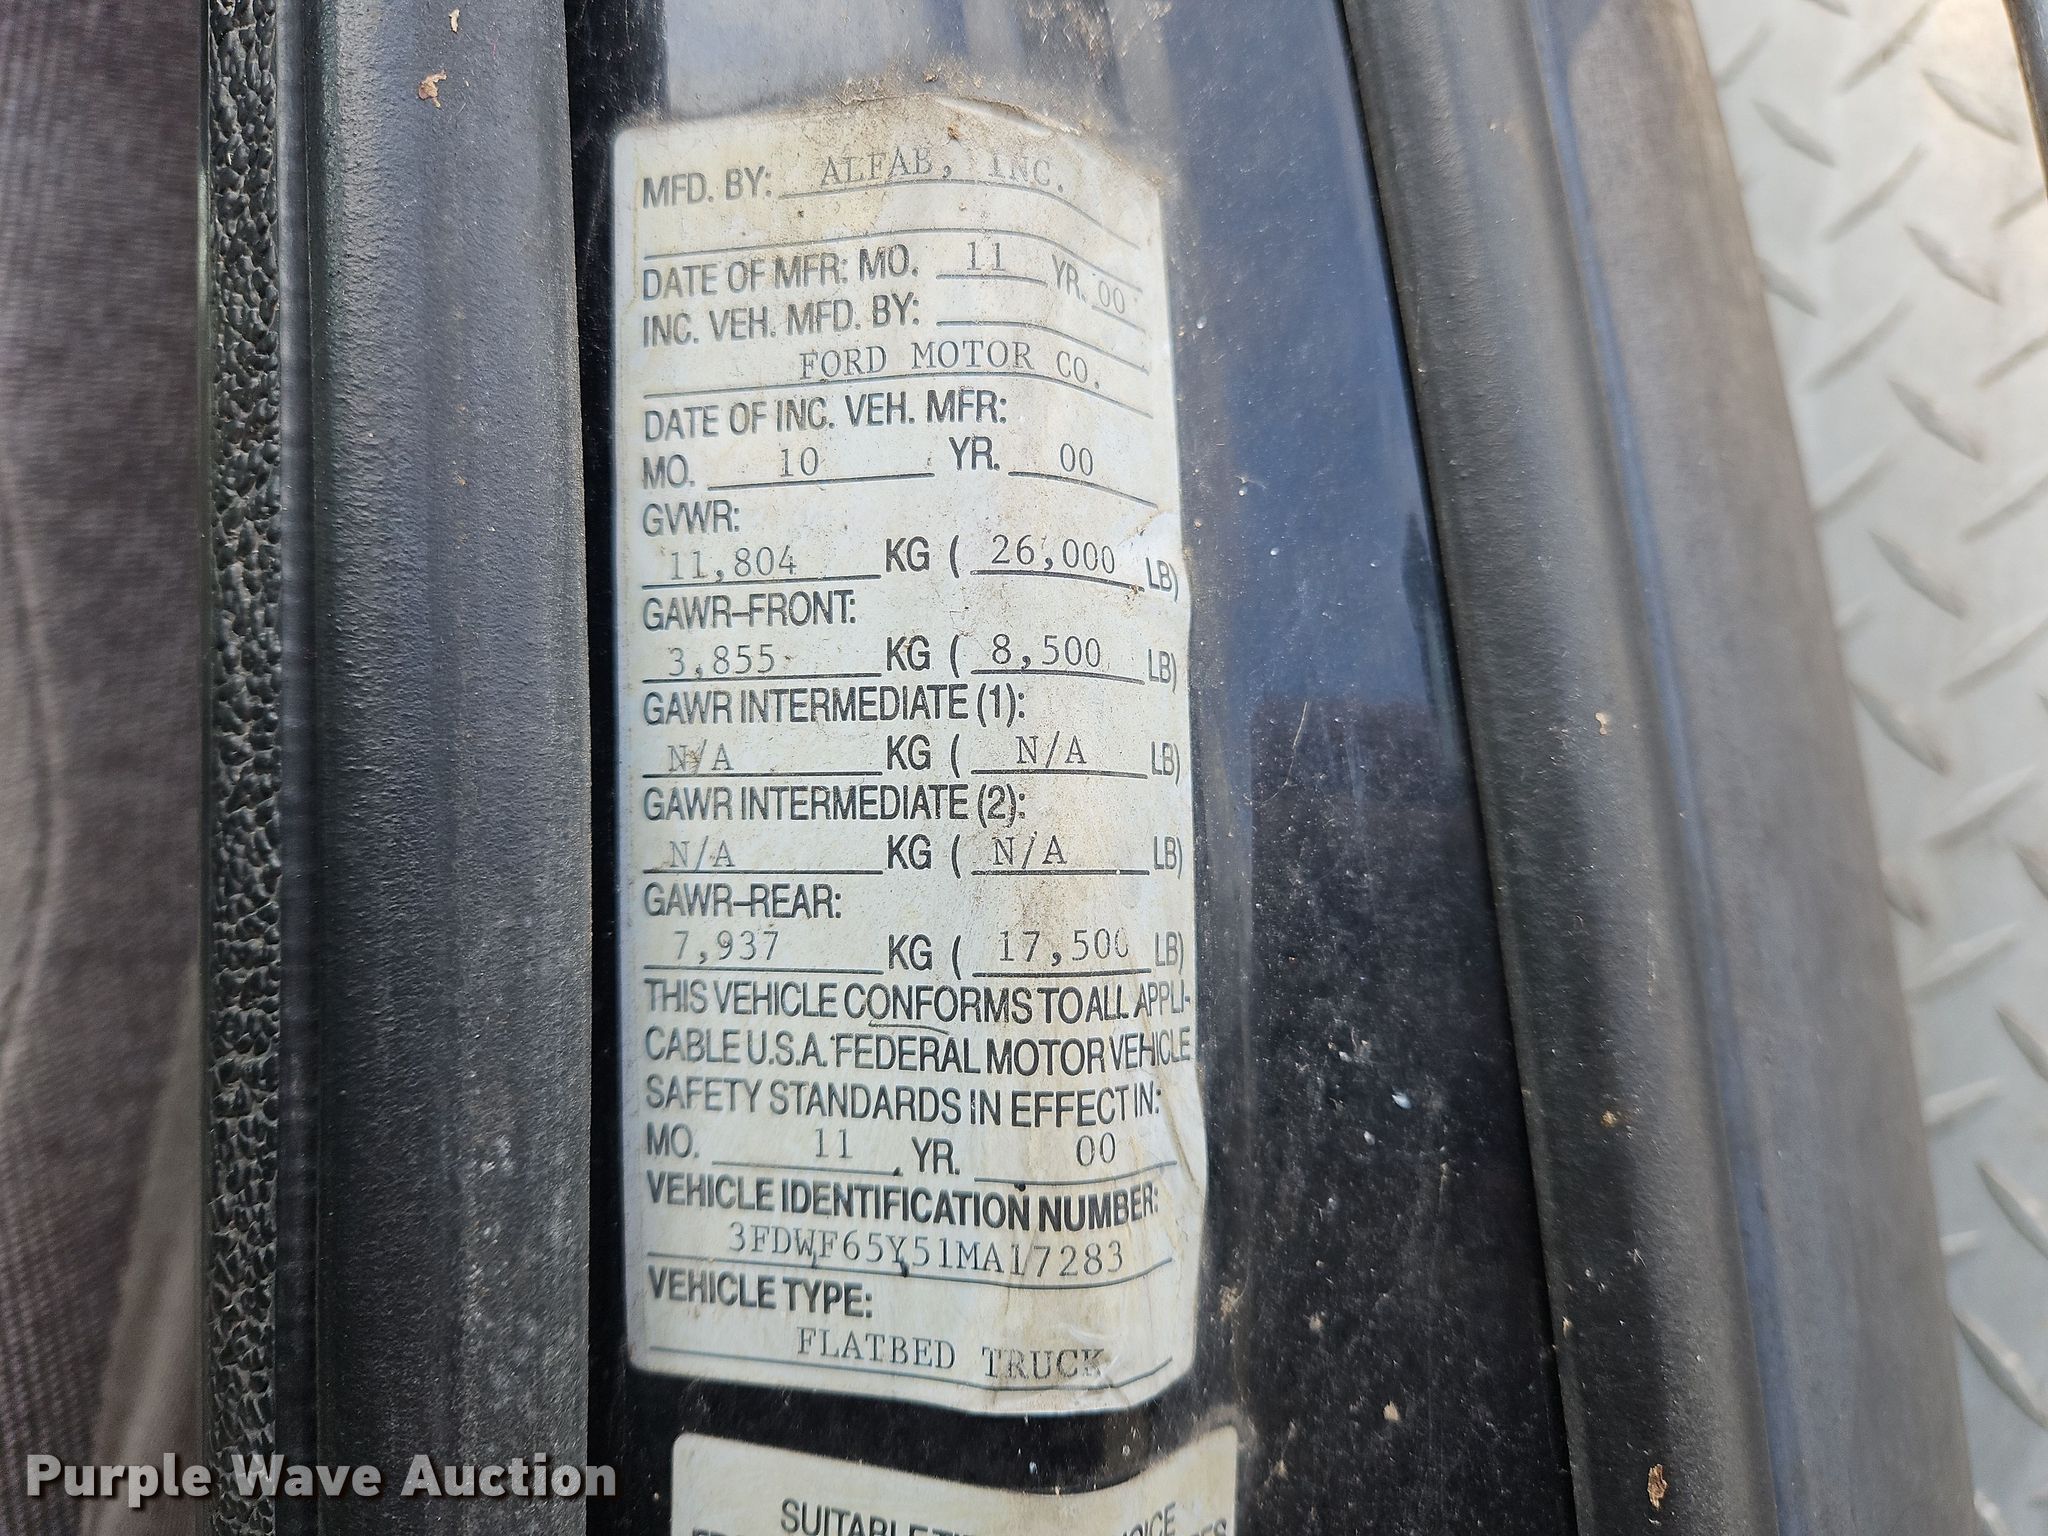 MFD. BY: ALFAB, INC.
DATE OF MFR: MO. 11 YR. 00
INC. VEH. MFD. BY:
FORD MOTOR CO.
DATE OF INC. VEH. MFR:
MO. 10 YR. 00
GVWR:
11,804 KG ( 26,000 LB)
GAWR-FRONT:
3,855 KG ( 8,500 LB)
GAWR INTERMEDIATE (1):
N/A KG ( N/A LB)
GAWR INTERMEDIATE (2):
N/A KG ( N/A LB)
GAWR-REAR:
7,937 KG ( 17,500 LB)
THIS VEHICLE CONFORMS TO ALL APPLI-
CABLE U.S.A. FEDERAL MOTOR VEHICLE
SAFETY STANDARDS IN EFFECT IN:
MO. 11 . YR. 00
VEHICLE IDENTIFICATION NUMBER:
3FDWF65Y51MA17283
VEHICLE TYPE:
FLATBED TRUCK
Purple Wave Auction
SUITABLE